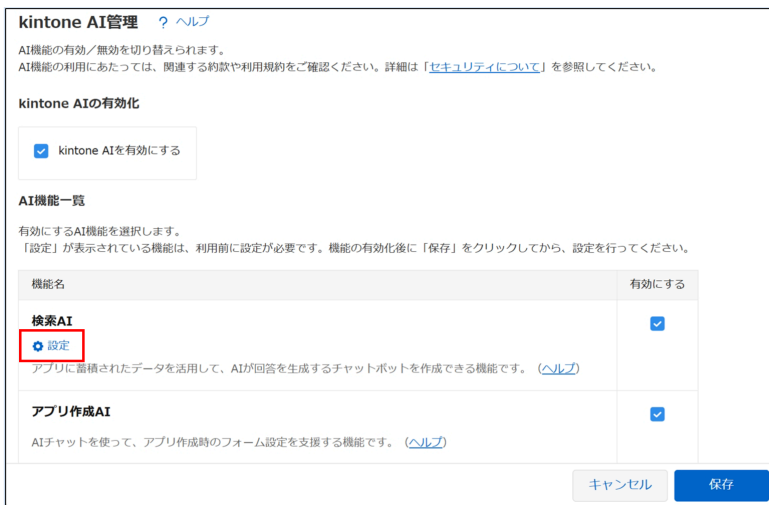 kintone AI管理 ? ヘルプ
AI機能の有効／無効を切り替えられます。
AI機能の利用にあたっては、関連する約款や利用規約をご確認ください。詳細は「セキュリティについて」を参照してください。
kintone AIの有効化
kintone AIを有効にする
AI機能一覧
有効にするAI機能を選択します。
「設定」が表示されている機能は、利用前に設定が必要です。機能の有効化後に「保存」をクリックしてから、設定を行ってください。
機能名 有効にする
検索AI
設定
アプリに蓄積されたデータを活用して、AIが回答を生成するチャットボットを作成できる機能です。（ヘルプ）
アプリ作成AI
AIチャットを使って、アプリ作成時のフォーム設定を支援する機能です。（ヘルプ）
キャンセル 保存